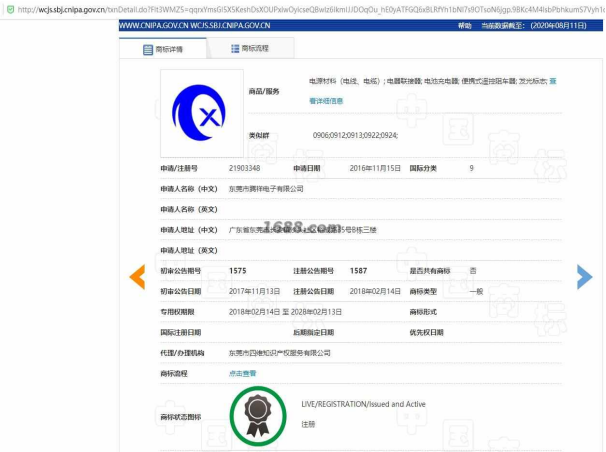 WWW.CNIPA.GOV.CN WCJS.SBJ.CNIPA.GOV.CN 帮助 当前数据截至: (2020年08月11日)
商标详情 商标流程
商品/服务 电源材料（电线、电缆）; 电器联接器; 电池充电器; 便携式遥控阻车器; 发光标志; 查看详细信息
类似群 0906;0912;0913;0922;0924;
申请/注册号 21903348 申请日期 2016年11月15日 国际分类 9
申请人名称（中文） 东莞市腾祥电子有限公司
申请人名称（英文）
申请人地址（中文） 广东省东莞市长安镇 社区 5号B栋三楼
1688.com
申请人地址（英文）
初审公告期号 1575 注册公告期号 1587 是否共有商标 否
初审公告日期 2017年11月13日 注册公告日期 2018年02月14日 商标类型 一般
专用权期限 2018年02月14日 至 2028年02月13日 商标形式
国际注册日期 后期指定日期 优先权日期
代理/办理机构 东莞市四维知识产权服务有限公司
商标流程 点击查看
商标状态图标 LIVE/REGISTRATION/Issued and Active
注册